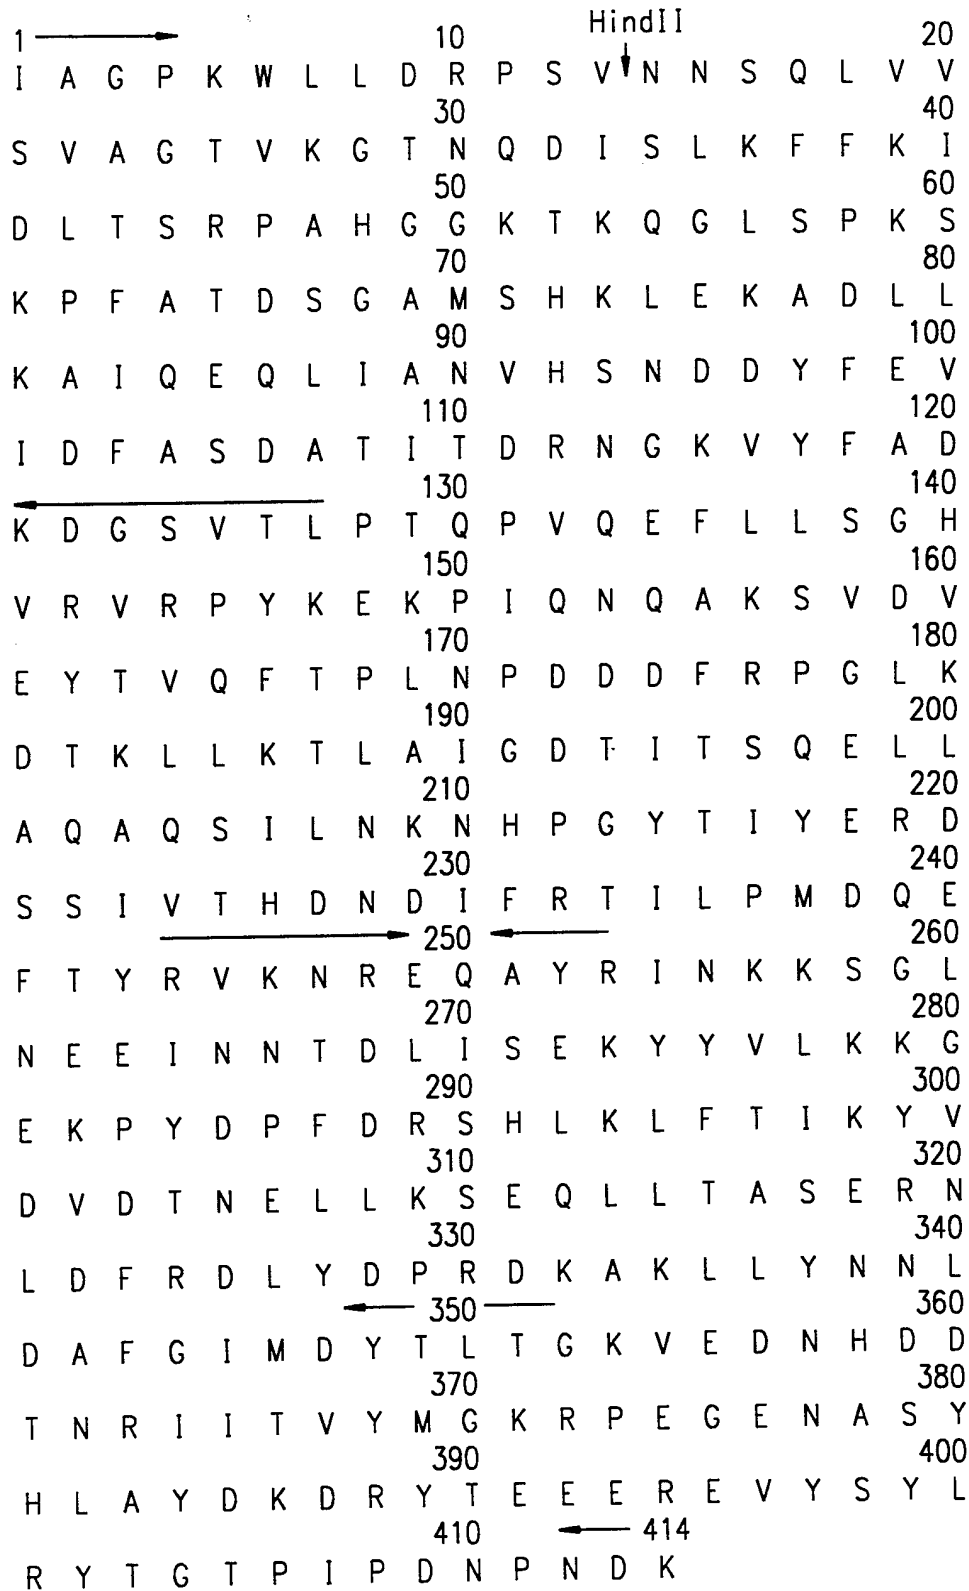 HindII
1 10 20
I A G P K W L L D R P S V N N S Q L V V
30 40
S V A G T V K G T N Q D I S L K F F K I
50 60
D L T S R P A H G G K T K Q G L S P K S
70 80
K P F A T D S G A M S H K L E K A D L L
90 100
K A I Q E Q L I A N V H S N D D Y F E V
110 120
I D F A S D A T I T D R N G K V Y F A D
130 140
K D G S V T L P T Q P V Q E F L L S G H
150 160
V R V R P Y K E K P I Q N Q A K S V D V
170 180
E Y T V Q F T P L N P D D D F R P G L K
190 200
D T K L L K T L A I G D T I T S Q E L L
210 220
A Q A Q S I L N K N H P G Y T I Y E R D
230 240
S S I V T H D N D I F R T I L P M D Q E
250 260
F T Y R V K N R E Q A Y R I N K K S G L
270 280
N E E I N N T D L I S E K Y Y V L K K G
290 300
E K P Y D P F D R S H L K L F T I K Y V
310 320
D V D T N E L L K S E Q L L T A S E R N
330 340
L D F R D L Y D P R D K A K L L Y N N L
350 360
D A F G I M D Y T L T G K V E D N H D D
370 380
T N R I I T V Y M G K R P E G E N A S Y
390 400
H L A Y D K D R Y T E E E R E V Y S Y L
410 414
R Y T G T P I P D N P N D K